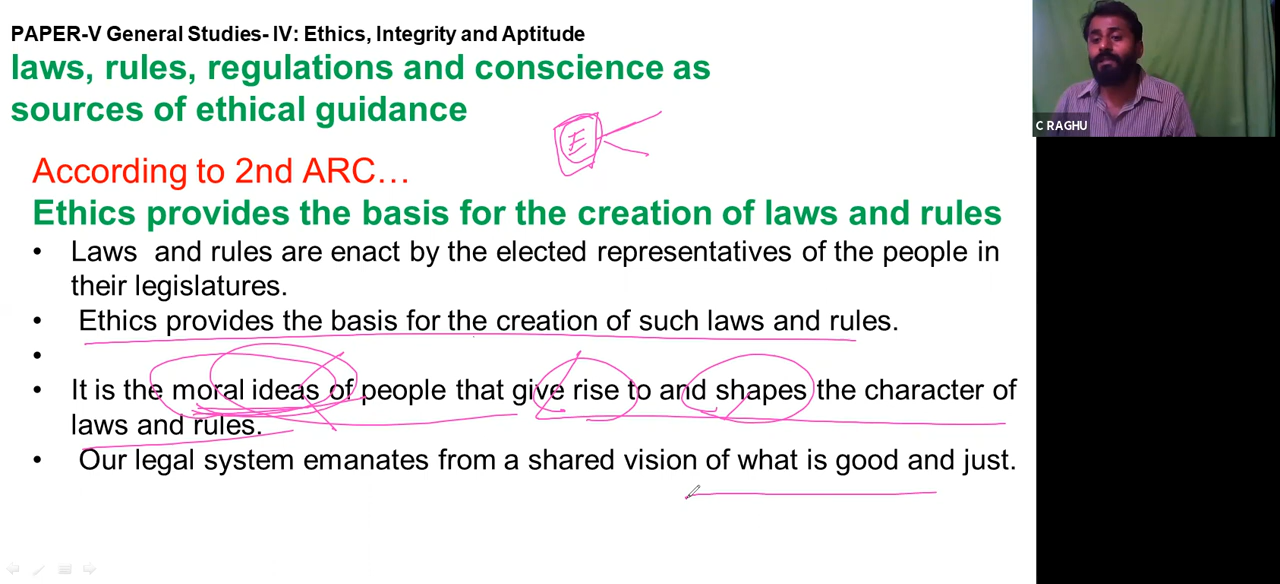 PAPER-V General Studies- IV: Ethics, Integrity and Aptitude
laws, rules, regulations and conscience as
sources of ethical guidance
E
C RAGHU
According to 2nd ARC…
Ethics provides the basis for the creation of laws and rules
• Laws  and rules are enact by the elected representatives of the people in
their legislatures.
• Ethics provides the basis for the creation of such laws and rules.
•
• It is the moral ideas of people that give rise to and shapes the character of
laws and rules.
• Our legal system emanates from a shared vision of what is good and just.